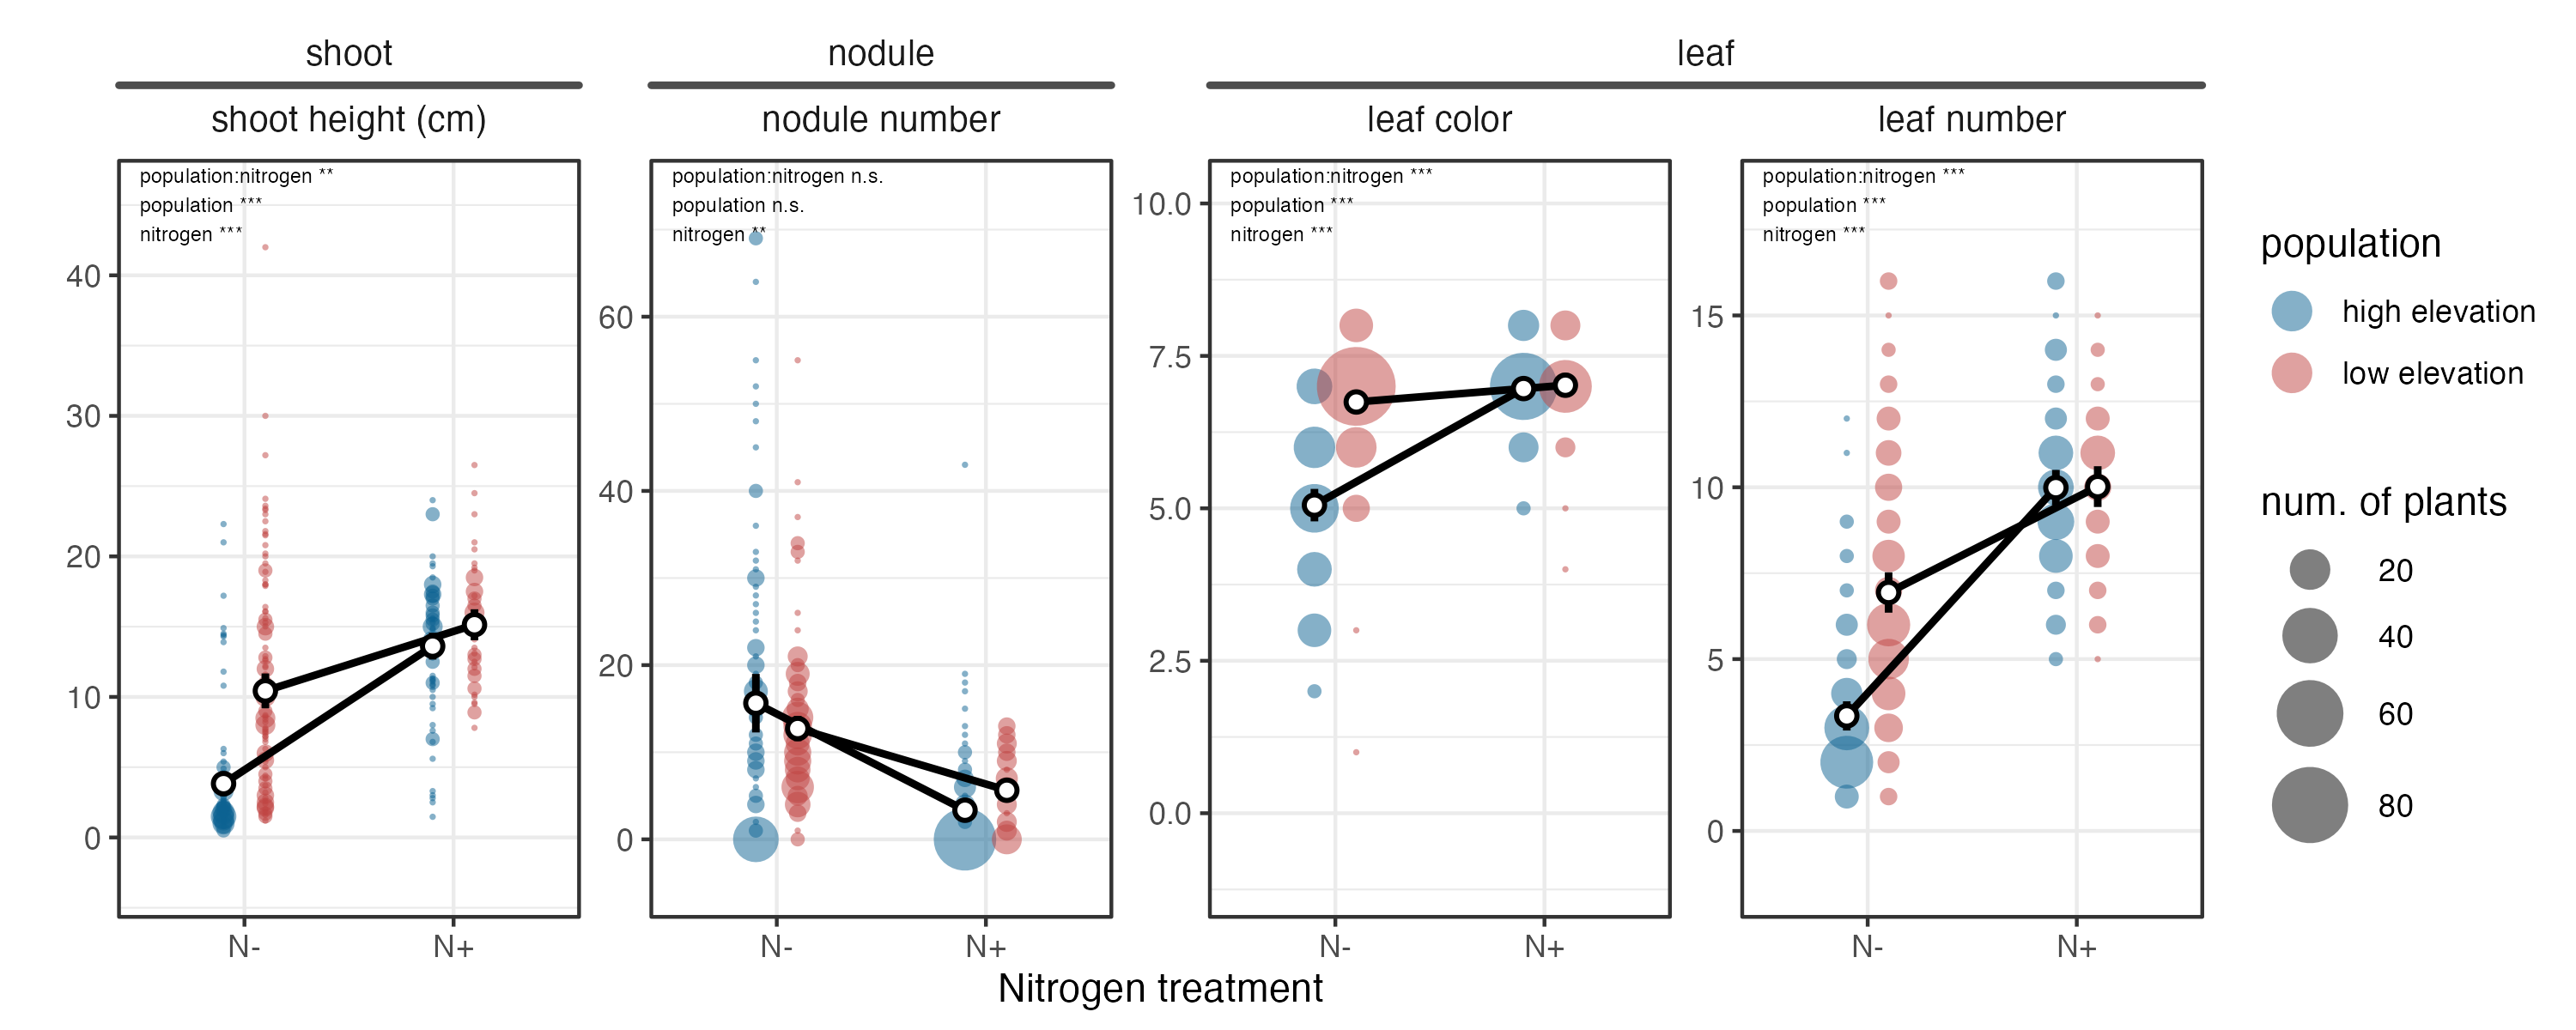 shoot
nodule
leaf
shoot height (cm)
nodule number
leaf color
leaf number
population:nitrogen **
population ***
nitrogen ***
40
30
20
10
0
N-
N+
population:nitrogen n.s.
population n.s.
nitrogen **
60
40
20
0
N-
N+
population:nitrogen ***
population ***
nitrogen ***
10.0
7.5
5.0
2.5
0.0
N-
N+
population:nitrogen ***
population ***
nitrogen ***
15
10
5
0
N-
N+
Nitrogen treatment
population
high elevation
low elevation
num. of plants
20
40
60
80